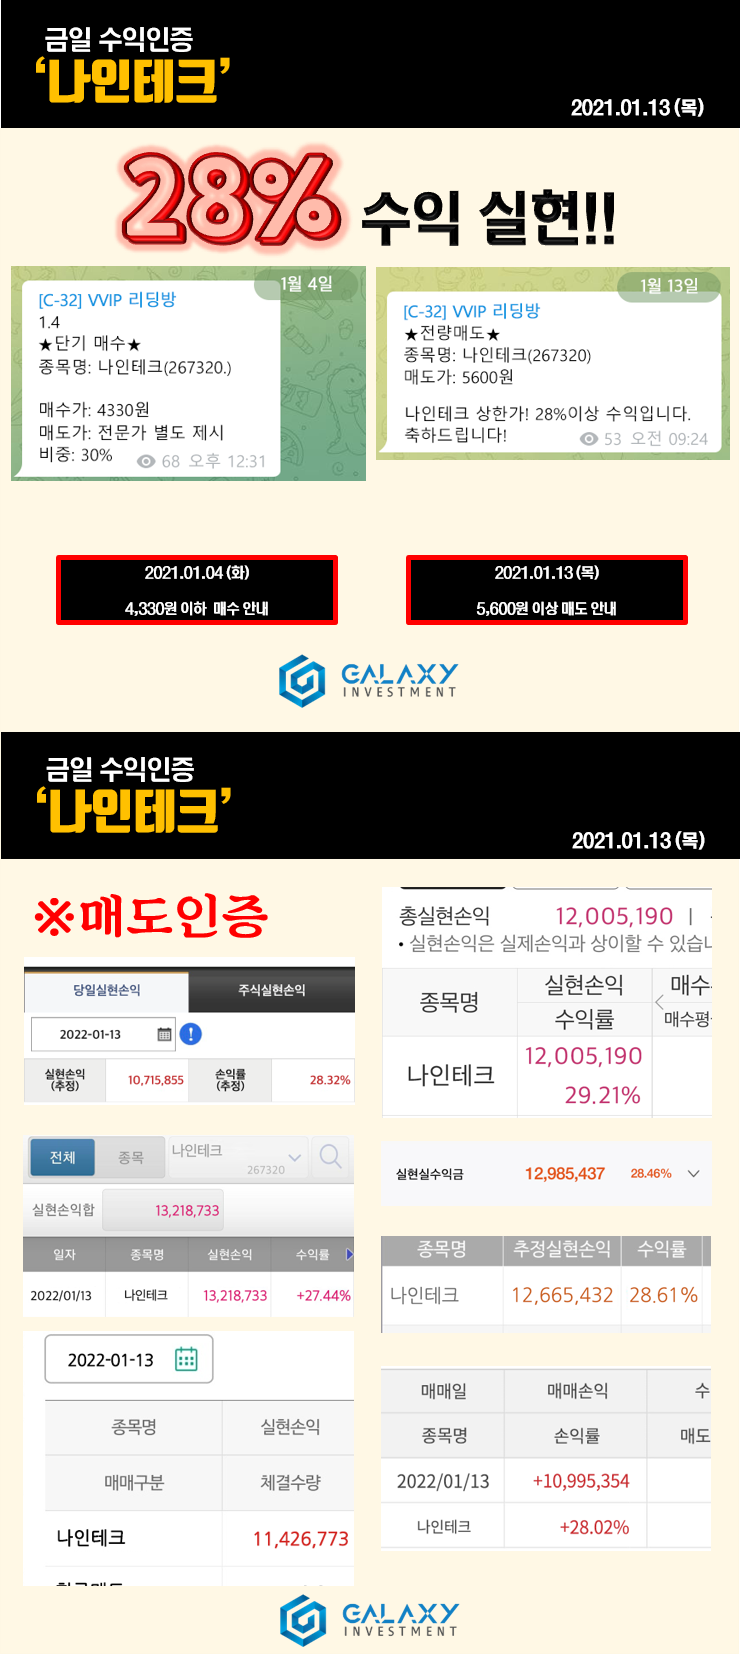 금일 수익인증
‘나인테크’
2021.01.13 (목)
28% 수익 실현!!
1월 4일
[C-32] VVIP 리딩방
1.4
★단기 매수★
종목명: 나인테크(267320.)
매수가: 4330원
매도가: 전문가 별도 제시
비중: 30%
68 오후 12:31
1월 13일
[C-32] VVIP 리딩방
★전량매도★
종목명: 나인테크(267320)
매도가: 5600원
나인테크 상한가! 28%이상 수익입니다.
축하드립니다!
53 오전 09:24
2021.01.04 (화)
4,330원 이하 매수 안내
2021.01.13 (목)
5,600원 이상 매도 안내
GALAXY
INVESTMENT
금일 수익인증
‘나인테크’
2021.01.13 (목)
※매도인증
당일실현손익 주식실현손익
2022-01-13
실현손익
(추정)
10,715,855
손익률
(추정)
28.32%
전체 종목 나인테크
267320
실현손익합 13,218,733
일자 종목명 실현손익 수익률
2022/01/13 나인테크 13,218,733 +27.44%
2022-01-13
종목명 실현손익
매매구분 체결수량
나인테크 11,426,773
총실현손익 12,005,190
• 실현손익은 실제손익과 상이할 수 있습니
종목명 실현손익 매수
수익률 매수평
나인테크 12,005,190
29.21%
실현실수익금 12,985,437 28.46%
종목명 추정실현손익 수익률
나인테크 12,665,432 28.61%
매매일 매매손익 수
종목명 손익률 매도
2022/01/13 +10,995,354
나인테크 +28.02%
GALAXY
INVESTMENT